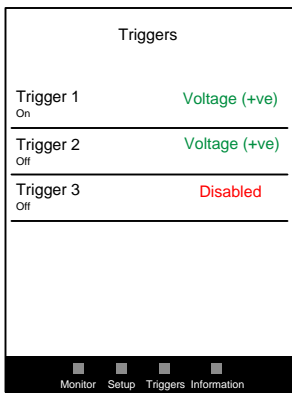 Triggers
Trigger 1 Voltage (+ve)
On
Trigger 2 Voltage (+ve)
Off
Trigger 3 Disabled
Off
Monitor Setup Triggers Information